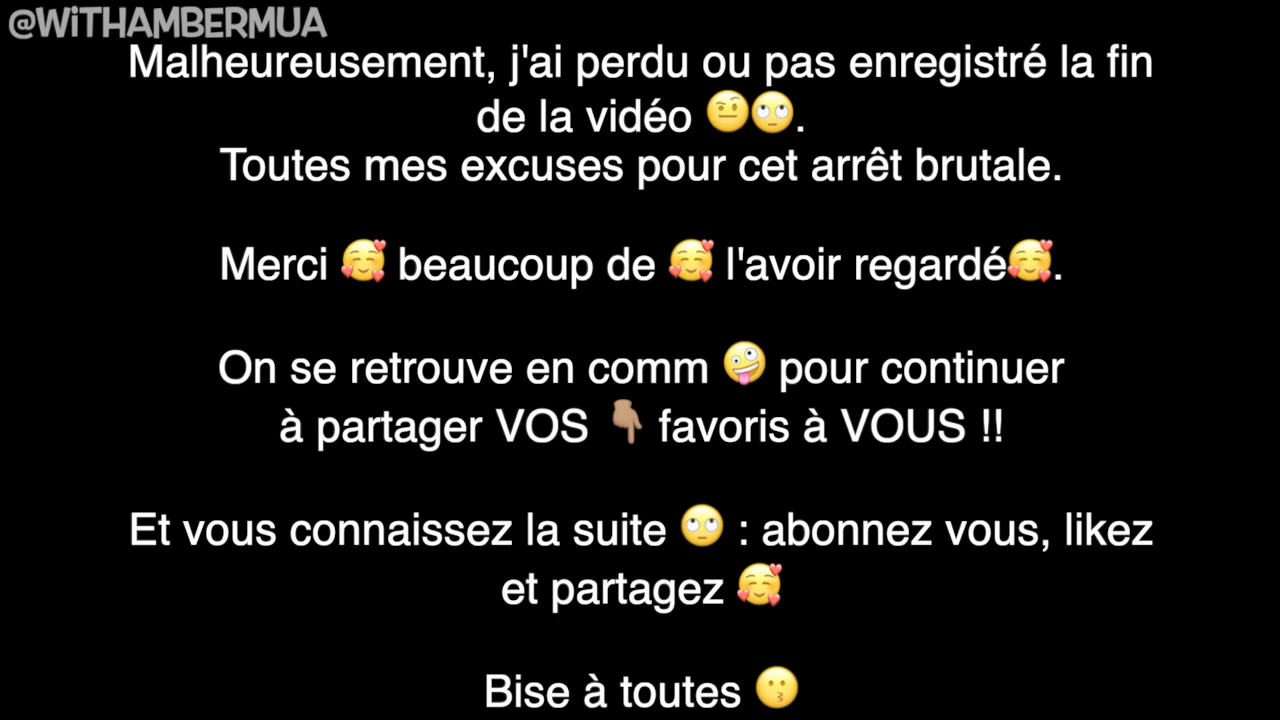 @WiTHAMBERMUA
Malheureusement, j'ai perdu ou pas enregistré la fin
de la vidéo 🤨🙄.
Toutes mes excuses pour cet arrêt brutale.
Merci 🥰 beaucoup de 🥰 l'avoir regardé🥰.
On se retrouve en comm 🤪 pour continuer
à partager VOS 👇🏽 favoris à VOUS !!
Et vous connaissez la suite 🙄 : abonnez vous, likez
et partagez 🥰
Bise à toutes 😗